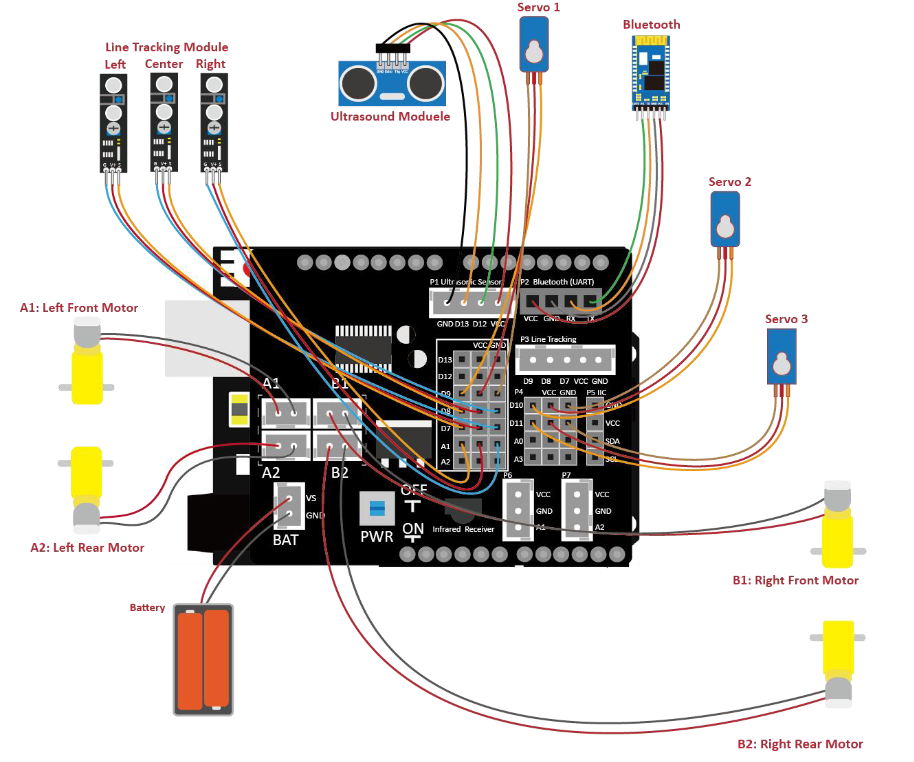 Servo 1
Bluetooth
Line Tracking Module
Left
Center
Right
Ultrasound Moduele
Servo 2
P1 Ultrasonic Sensor
P2 Bluetooth (UART)
A1: Left Front Motor
GND D13 D12 VCC
VCC GND RX TX
Servo 3
P3 Line Tracking
VCC GND
D13
D12
D9
D8
D7
A1
A2
D9 D8 D7 VCC GND
P4 VCC GND P5 IIC
D10 GND
D11 VCC
A0 SDA
A3 SCL
A1
B1
A2
B2
P6
P7
VS
GND
BAT
PWR
OFF
ON
Infrared Receiver
VCC
GND
A1
VCC
GND
A2
A2: Left Rear Motor
B1: Right Front Motor
Battery
B2: Right Rear Motor